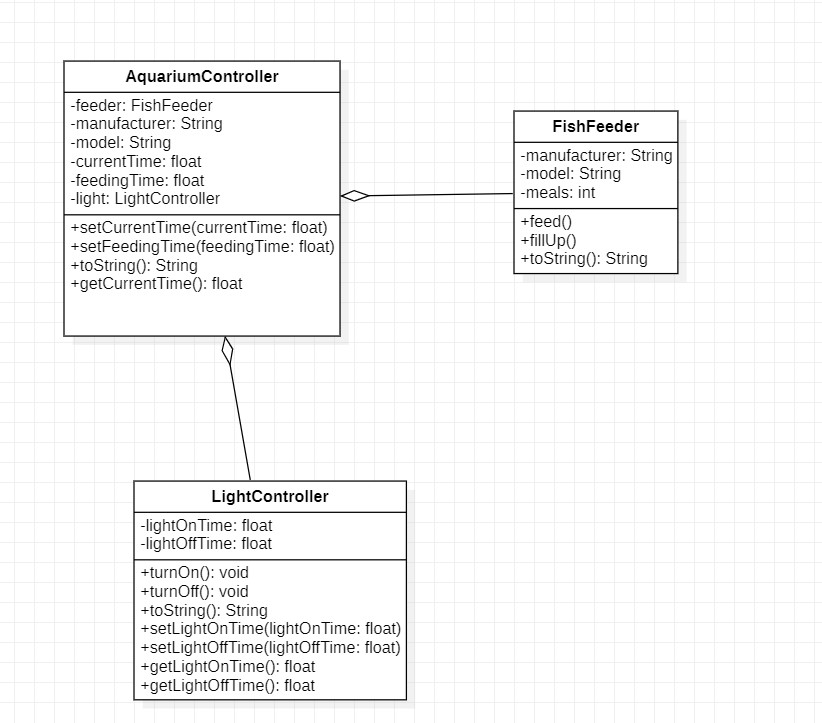 AquariumController
-feeder: FishFeeder
-manufacturer: String
-model: String
-currentTime: float
-feedingTime: float
-light: LightController
+setCurrentTime(currentTime: float)
+setFeedingTime(feedingTime: float)
+toString(): String
+getCurrentTime(): float
FishFeeder
-manufacturer: String
-model: String
-meals: int
+feed()
+fillUp()
+toString(): String
LightController
-lightOnTime: float
-lightOffTime: float
+turnOn(): void
+turnOff(): void
+toString(): String
+setLightOnTime(lightOnTime: float)
+setLightOffTime(lightOffTime: float)
+getLightOnTime(): float
+getLightOffTime(): float